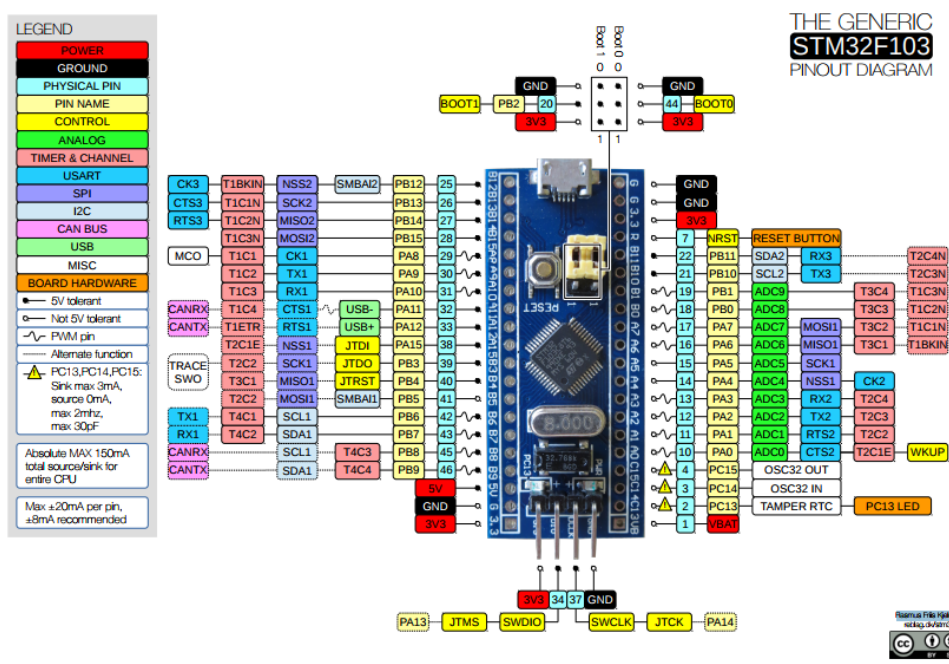 THE GENERIC
STM32F103
PINOUT DIAGRAM
LEGEND
POWER
GROUND
PHYSICAL PIN
PIN NAME
CONTROL
ANALOG
TIMER & CHANNEL
USART
SPI
I2C
CAN BUS
USB
MISC
BOARD HARDWARE
5V tolerant
Not 5V tolerant
PWM pin
Alternate function
PC13,PC14,PC15:
Sink max 3mA,
source 0mA,
max 2mhz,
max 30pF
Absolute MAX 150mA
total source/sink for
entire CPU
Max ±20mA per pin,
±8mA recommended
Boot 1 0
Boot 0 0
GND GND
BOOT1 PB2 20 44 BOOT0
3V3 3V3
1 1
CK3 T1BKIN NSS2 SMBAI2 PB12 25
CTS3 T1C1N SCK2 PB13 26
RTS3 T1C2N MISO2 PB14 27
T1C3N MOSI2 PB15 28
MCO T1C1 CK1 PA8 29
T1C2 TX1 PA9 30
T1C3 RX1 PA10 31
CANRX T1C4 CTS1 USB- PA11 32
CANTX T1ETR RTS1 USB+ PA12 33
T2C1E NSS1 JTDI PA15 38
TRACE SWO T2C2 SCK1 JTDO PB3 39
T3C1 MISO1 JTRST PB4 40
T2C2 MOSI1 SMBAI1 PB5 41
TX1 T4C1 SCL1 PB6 42
RX1 T4C2 SDA1 PB7 43
CANRX SCL1 T4C3 PB8 45
CANTX SDA1 T4C4 PB9 46
5V
GND
3V3
GND
GND
3V3
7 NRST RESET BUTTON
22 PB11 SDA2 RX3 T2C4N
21 PB10 SCL2 TX3 T2C3N
19 PB1 ADC9 T3C4 T1C3N
18 PB0 ADC8 T3C3 T1C2N
17 PA7 ADC7 MOSI1 T3C2 T1C1N
16 PA6 ADC6 MISO1 T3C1 T1BKIN
15 PA5 ADC5 SCK1
14 PA4 ADC4 NSS1 CK2
13 PA3 ADC3 RX2 T2C4
12 PA2 ADC2 TX2 T2C3
11 PA1 ADC1 RTS2 T2C2
10 PA0 ADC0 CTS2 T2C1E WKUP
4 PC15 OSC32 OUT
3 PC14 OSC32 IN
2 PC13 TAMPER RTC PC13 LED
1 VBAT
RESET
8.000
PC13
3V3 34 37 GND
PA13 JTMS SWDIO SWCLK JTCK PA14
cc
BY